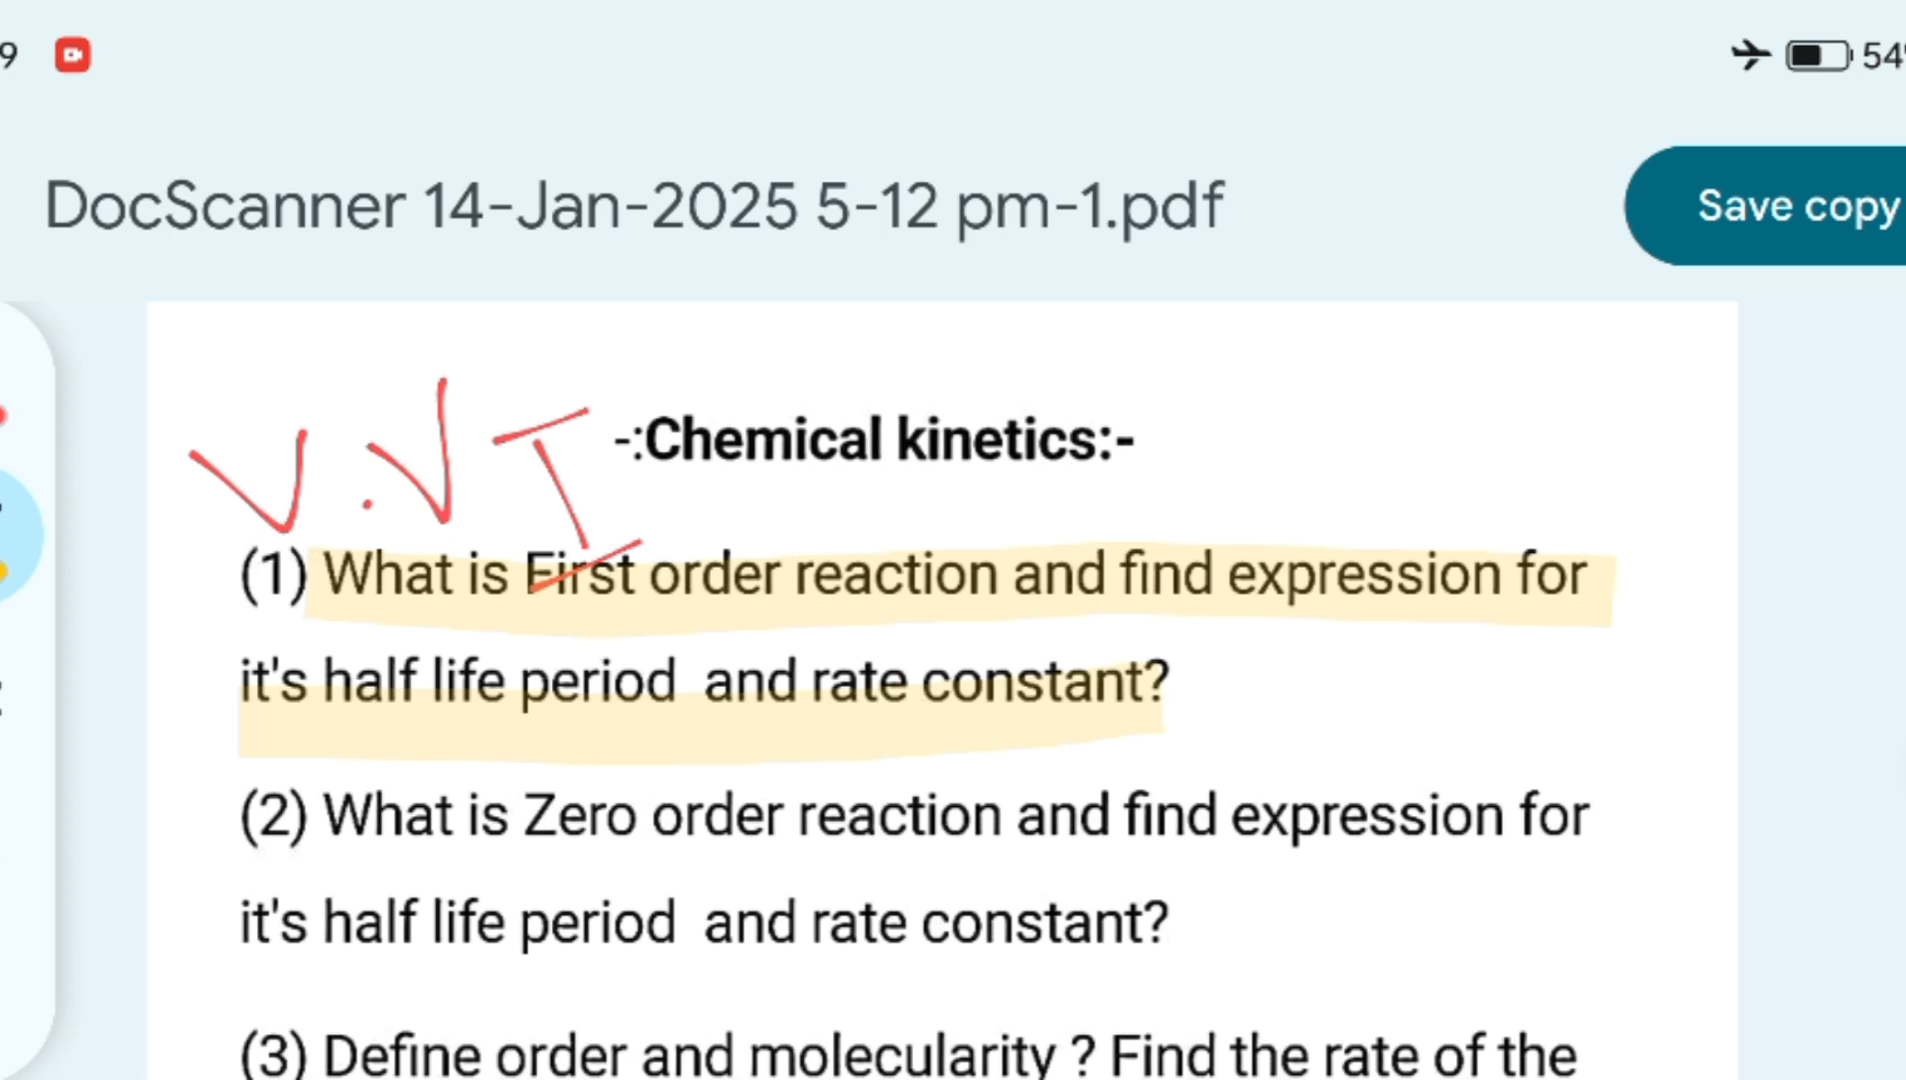 9
54
DocScanner 14-Jan-2025 5-12 pm-1.pdf
Save copy
V.VI
-:Chemical kinetics:-
(1) What is First order reaction and find expression for
it's half life period and rate constant?
(2) What is Zero order reaction and find expression for
it's half life period and rate constant?
(3) Define order and molecularity ? Find the rate of the